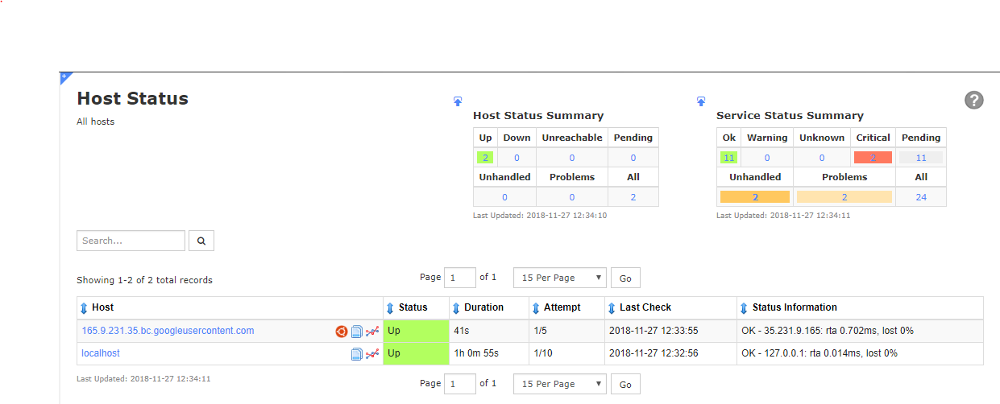 Host Status
All hosts
Host Status Summary
Up Down Unreachable Pending
2 0 0 0
Unhandled Problems All
0 0 2
Last Updated: 2018-11-27 12:34:10
Service Status Summary
Ok Warning Unknown Critical Pending
11 0 0 2 11
Unhandled Problems All
2 2 24
Last Updated: 2018-11-27 12:34:11
Search...
Showing 1-2 of 2 total records
Page 1 of 1 15 Per Page Go
Host Status Duration Attempt Last Check Status Information
165.9.231.35.bc.googleusercontent.com Up 41s 1/5 2018-11-27 12:33:55 OK - 35.231.9.165: rta 0.702ms, lost 0%
localhost Up 1h 0m 55s 1/10 2018-11-27 12:32:56 OK - 127.0.0.1: rta 0.014ms, lost 0%
Last Updated: 2018-11-27 12:34:11
Page 1 of 1 15 Per Page Go